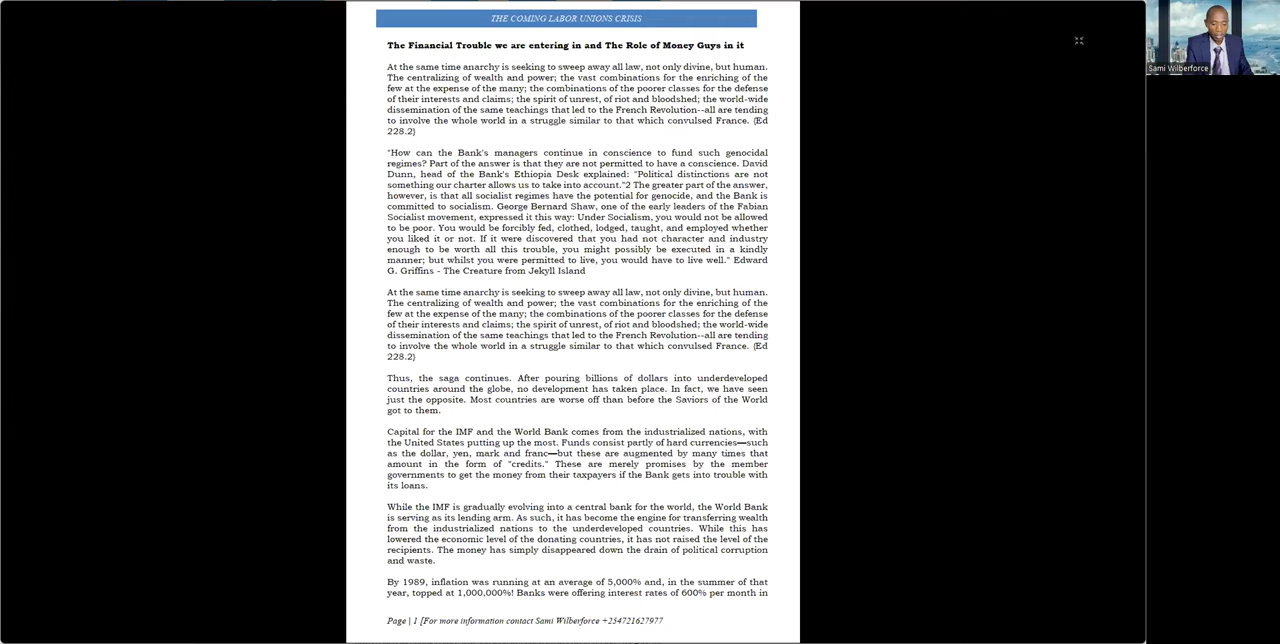 THE COMING LABOR UNIONS CRISIS
The Financial Trouble we are entering in and The Role of Money Guys in it
At the same time anarchy is seeking to sweep away all law, not only divine, but human.
The centralizing of wealth and power; the vast combinations for the enriching of the
few at the expense of the many; the combinations of the poorer classes for the defense
of their interests and claims; the spirit of unrest, of riot and bloodshed; the world-wide
dissemination of the same teachings that led to the French Revolution--all are tending
to involve the whole world in a struggle similar to that which convulsed France. {Ed
228.2}
"How can the Bank's managers continue in conscience to fund such genocidal
regimes? Part of the answer is that they are not permitted to have a conscience. David
Dunn, head of the Bank's Ethiopia Desk explained: "Political distinctions are not
something our charter allows us to take into account."2 The greater part of the answer,
however, is that all socialist regimes have the potential for genocide, and the Bank is
committed to socialism. George Bernard Shaw, one of the early leaders of the Fabian
Socialist movement, expressed it this way: Under Socialism, you would not be allowed
to be poor. You would be forcibly fed, clothed, lodged, taught, and employed whether
you liked it or not. If it were discovered that you had not character and industry
enough to be worth all this trouble, you might possibly be executed in a kindly
manner; but whilst you were permitted to live, you would have to live well." Edward
G. Griffins - The Creature from Jekyll Island
At the same time anarchy is seeking to sweep away all law, not only divine, but human.
The centralizing of wealth and power; the vast combinations for the enriching of the
few at the expense of the many; the combinations of the poorer classes for the defense
of their interests and claims; the spirit of unrest, of riot and bloodshed; the world-wide
dissemination of the same teachings that led to the French Revolution--all are tending
to involve the whole world in a struggle similar to that which convulsed France. {Ed
228.2}
Thus, the saga continues. After pouring billions of dollars into underdeveloped
countries around the globe, no development has taken place. In fact, we have seen
just the opposite. Most countries are worse off than before the Saviors of the World
got to them.
Capital for the IMF and the World Bank comes from the industrialized nations, with
the United States putting up the most. Funds consist partly of hard currencies—such
as the dollar, yen, mark and franc—but these are augmented by many times that
amount in the form of "credits." These are merely promises by the member
governments to get the money from their taxpayers if the Bank gets into trouble with
its loans.
While the IMF is gradually evolving into a central bank for the world, the World Bank
is serving as its lending arm. As such, it has become the engine for transferring wealth
from the industrialized nations to the underdeveloped countries. While this has
lowered the economic level of the donating countries, it has not raised the level of the
recipients. The money has simply disappeared down the drain of political corruption
and waste.
By 1989, inflation was running at an average of 5,000% and, in the summer of that
year, topped at 1,000,000%! Banks were offering interest rates of 600% per month in
Page | 1 [For more information contact Sami Wilberforce +254721627977
Sami Wilberforce